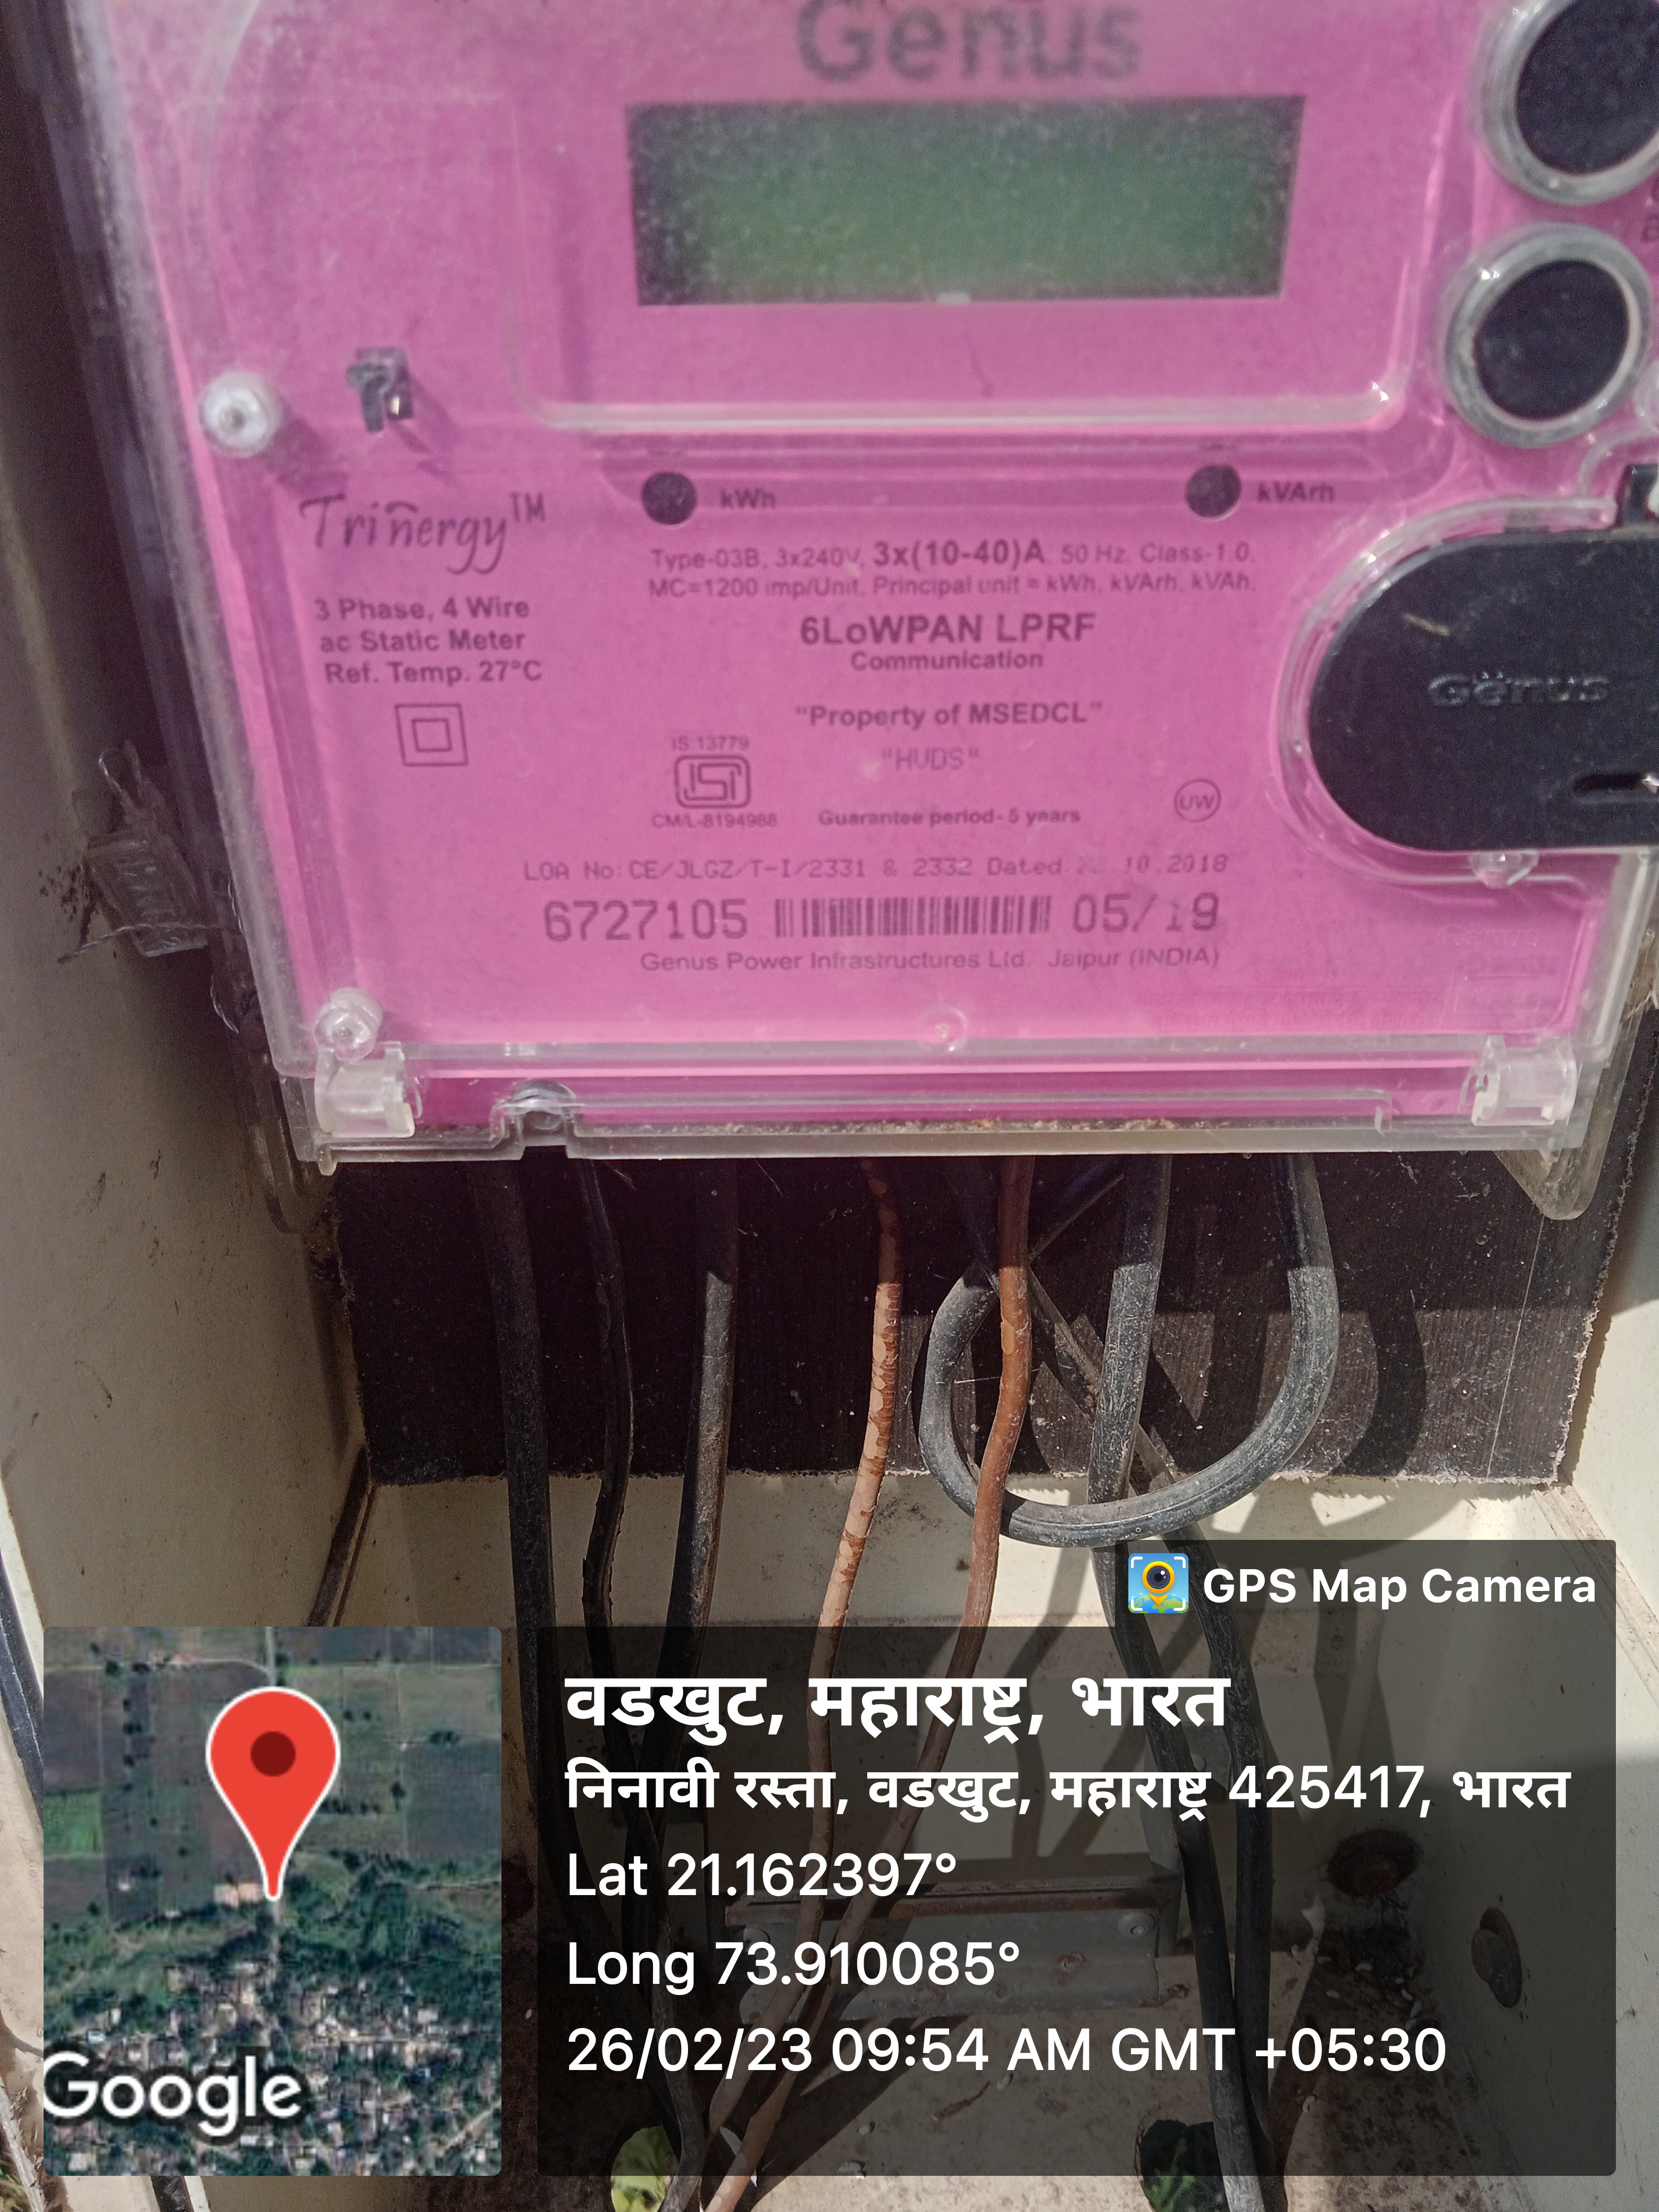 Genus
kWh
kVArh
Trinergy™
3 Phase, 4 Wire
ac Static Meter
Ref. Temp. 27°C
Type-03B, 3x240V, 3x(10-40)A, 50 Hz, Class-1.0,
MC=1200 imp/Unit, Principal unit = kWh, kVArh, kVAh,
6LoWPAN LPRF
Communication
"Property of MSEDCL"
"HVDS"
IS 13779
ISI
CM/L-8194988
Guarantee period- 5 years
UW
Genus
LOA No: CE/JLGZ/T-I/2331 & 2332 Dated .10.2018
6727105 05/19
Genus Power Infrastructures Ltd. Jaipur (INDIA)
GPS Map Camera
वडखुट, महाराष्ट्र, भारत
निनावी रस्ता, वडखुट, महाराष्ट्र 425417, भारत
Lat 21.162397°
Long 73.910085°
26/02/23 09:54 AM GMT +05:30
Google